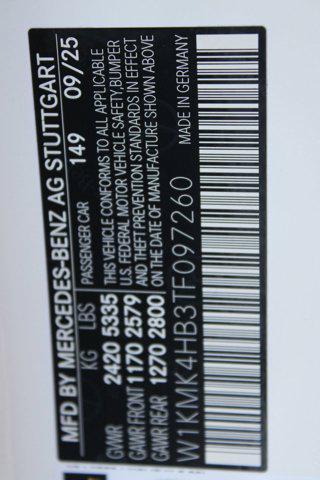 MFD BY MERCEDES-BENZ AG STUTTGART
KG LBS PASSENGER CAR 149 09/25
GVWR 2420 5335 THIS VEHICLE CONFORMS TO ALL APPLICABLE
GAWR FRONT 1170 2579 U.S. FEDERAL MOTOR VEHICLE SAFETY,BUMPER
GAWR REAR 1270 2800 AND THEFT PREVENTION STANDARDS IN EFFECT
ON THE DATE OF MANUFACTURE SHOWN ABOVE
W1KMK4HB3TF097260 MADE IN GERMANY